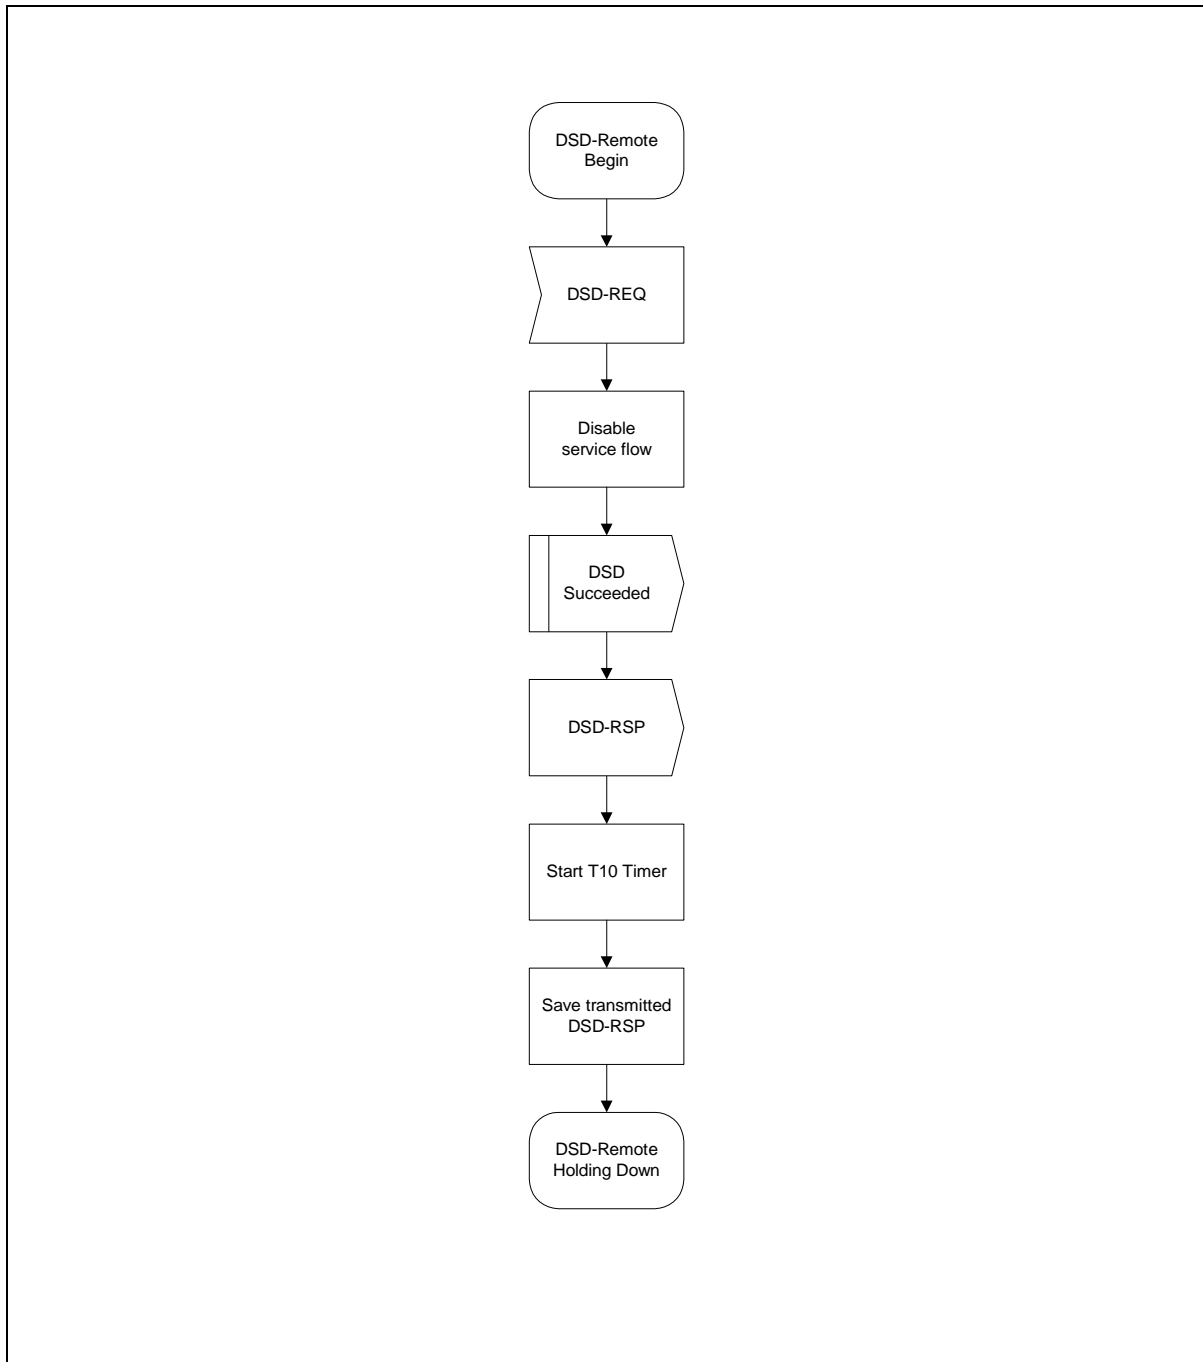 DSD-Remote
Begin
DSD-REQ
Disable
service flow
DSD
Succeeded
DSD-RSP
Start T10 Timer
Save transmitted
DSD-RSP
DSD-Remote
Holding Down